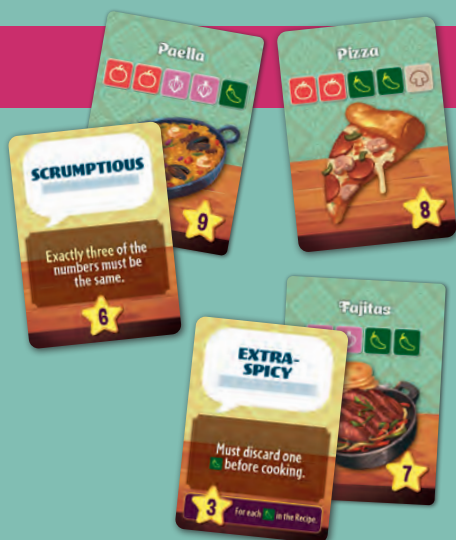 Paella
9
Pizza
8
SCRUMPTIOUS
Exactly three of the
numbers must be
the same.
6
Fajitas
7
EXTRA-
SPICY
Must discard one
before cooking.
3 For each in the Recipe.